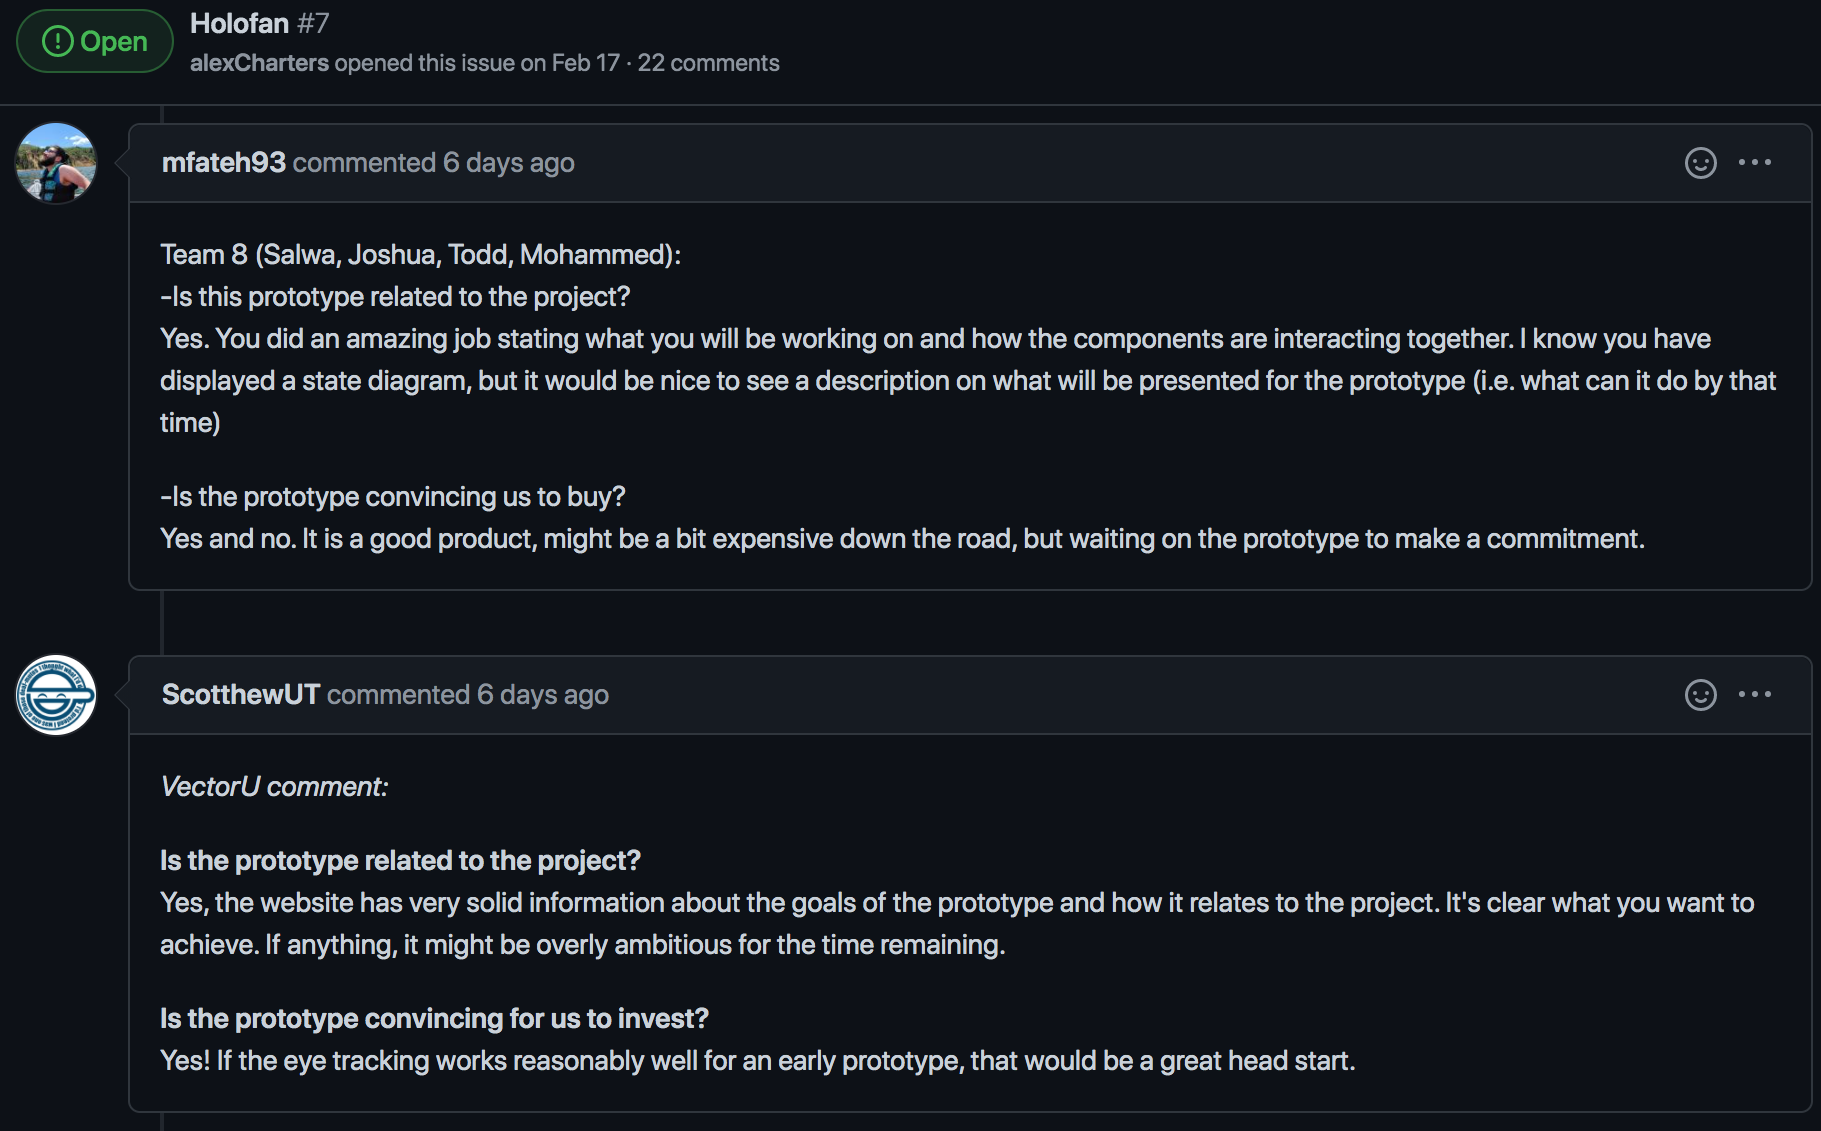 Open
Holofan #7
alexCharters opened this issue on Feb 17 · 22 comments
mfateh93 commented 6 days ago
Team 8 (Salwa, Joshua, Todd, Mohammed):
-Is this prototype related to the project?
Yes. You did an amazing job stating what you will be working on and how the components are interacting together. I know you have
displayed a state diagram, but it would be nice to see a description on what will be presented for the prototype (i.e. what can it do by that
time)
-Is the prototype convincing us to buy?
Yes and no. It is a good product, might be a bit expensive down the road, but waiting on the prototype to make a commitment.
ScotthewUT commented 6 days ago
VectorU comment:
Is the prototype related to the project?
Yes, the website has very solid information about the goals of the prototype and how it relates to the project. It's clear what you want to
achieve. If anything, it might be overly ambitious for the time remaining.
Is the prototype convincing for us to invest?
Yes! If the eye tracking works reasonably well for an early prototype, that would be a great head start.